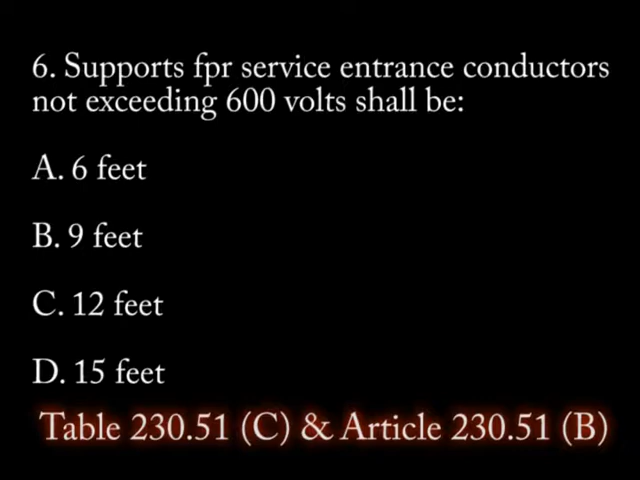 6. Supports fpr service entrance conductors
not exceeding 600 volts shall be:
A. 6 feet
B. 9 feet
C. 12 feet
D. 15 feet
Table 230.51 (C) & Article 230.51 (B)